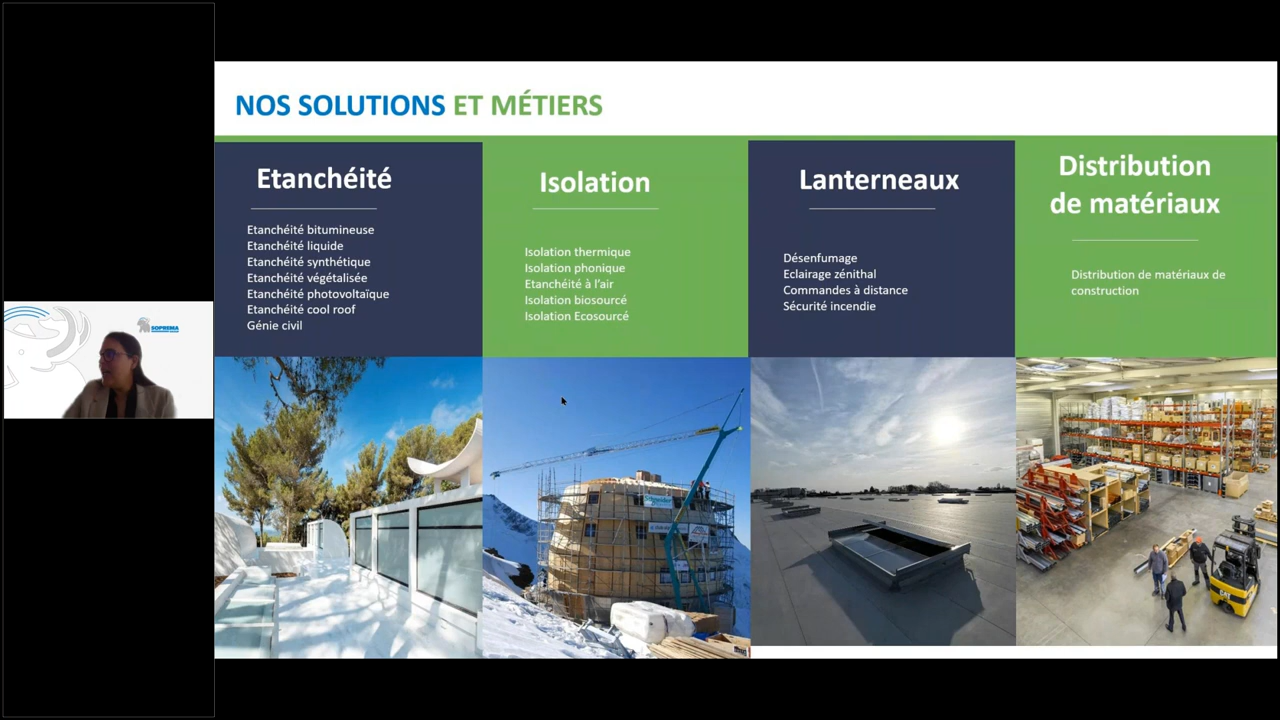 NOS SOLUTIONS ET MÉTIERS
Etanchéité
Etanchéité bitumineuse
Etanchéité liquide
Etanchéité synthétique
Etanchéité végétalisée
Etanchéité photovoltaïque
Etanchéité cool roof
Génie civil
Isolation
Isolation thermique
Isolation phonique
Etanchéité à l'air
Isolation biosourcé
Isolation Ecosourcé
Lanterneaux
Désenfumage
Eclairage zénithal
Commandes à distance
Sécurité incendie
Distribution
de matériaux
Distribution de matériaux de
construction
SOPREMA
CAT